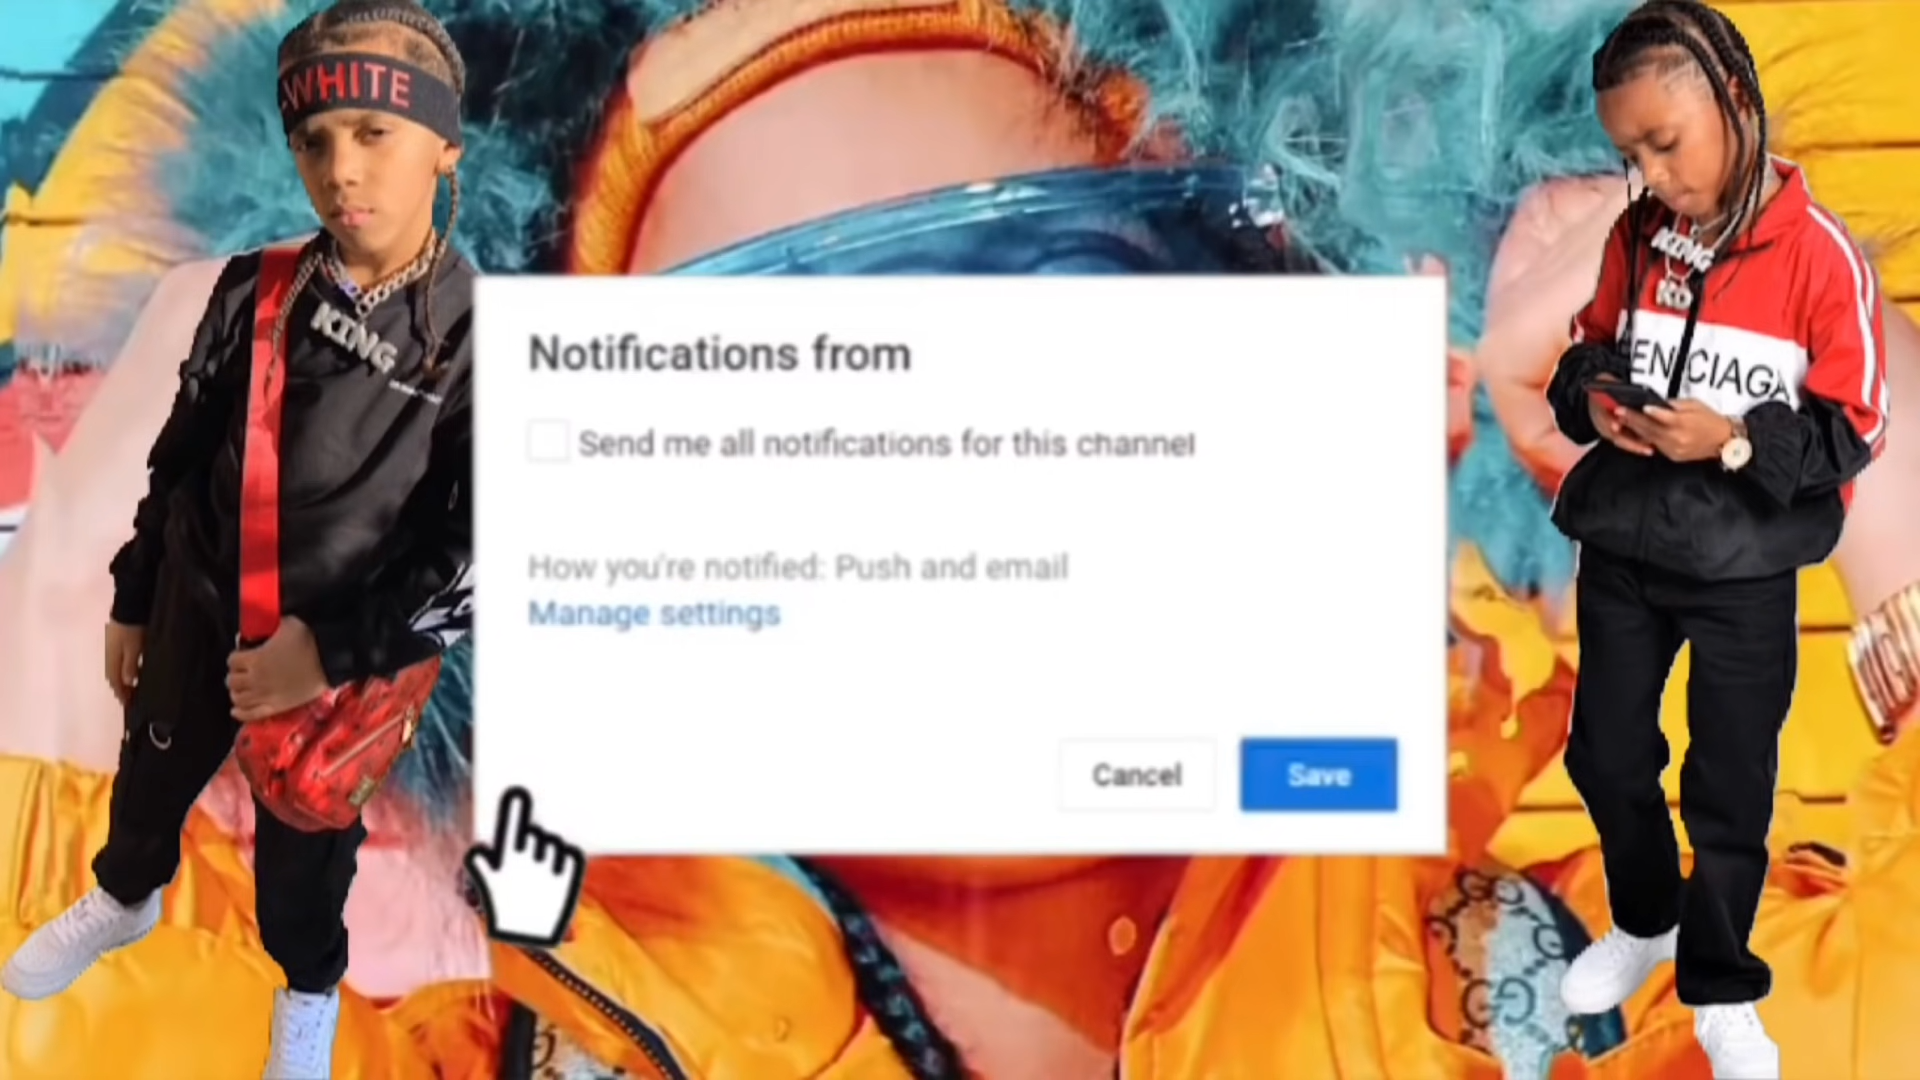 -WHITE
KING
KING
KD
Notifications from
Send me all notifications for this channel
How you're notified: Push and email
Manage settings
Cancel
Save